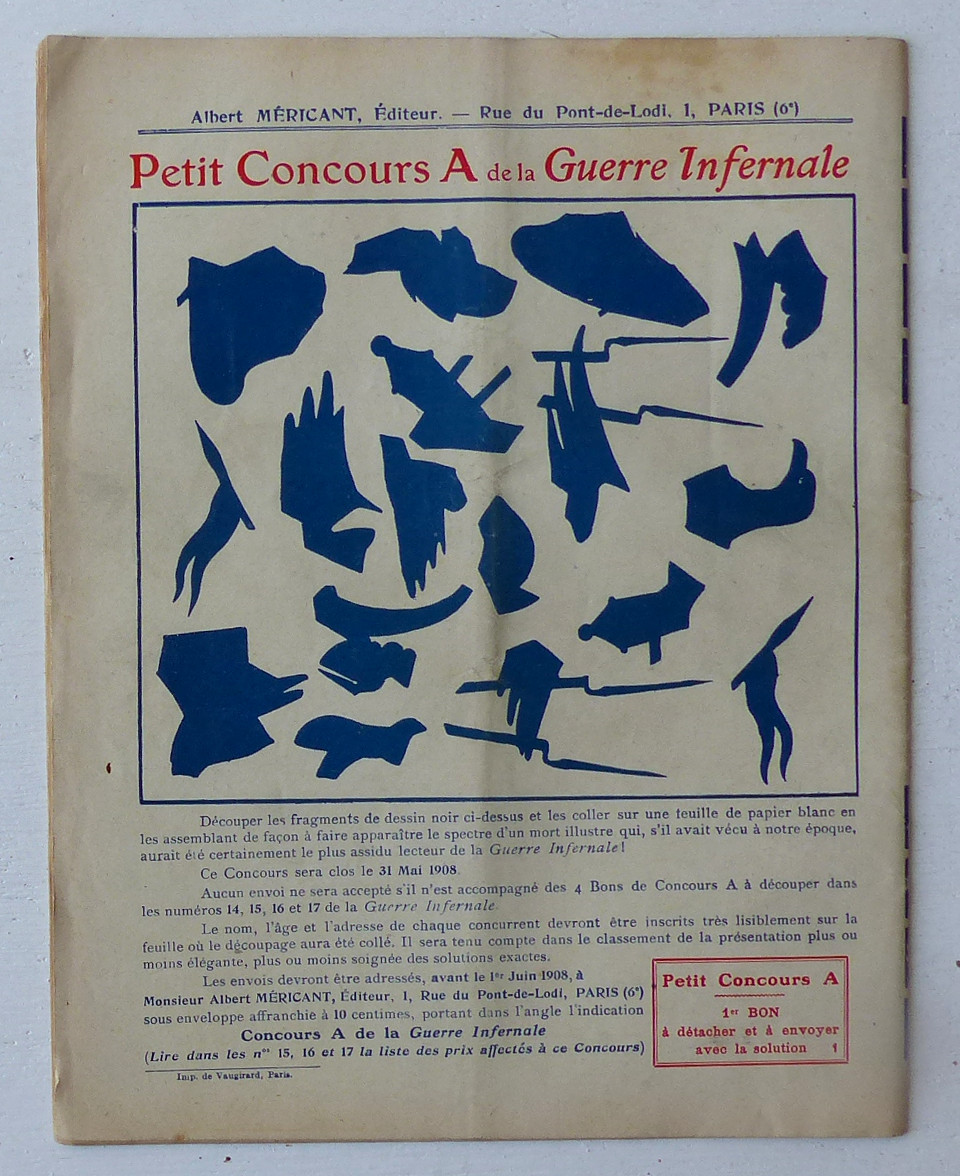 Albert MÉRICANT, Éditeur. — Rue du Pont-de-Lodi, 1, PARIS (6e)
Petit Concours A de la Guerre Infernale
Découper les fragments de dessin noir ci-dessus et les coller sur une feuille de papier blanc en
les assemblant de façon à faire apparaître le spectre d'un mort illustre qui, s'il avait vécu à notre époque,
aurait été certainement le plus assidu lecteur de la Guerre Infernale!
Ce Concours sera clos le 31 Mai 1908.
Aucun envoi ne sera accepté s'il n'est accompagné des 4 Bons de Concours A à découper dans
les numéros 14, 15, 16 et 17 de la Guerre Infernale.
Le nom, l'âge et l'adresse de chaque concurrent devront être inscrits très lisiblement sur la
feuille où le découpage aura été collé. Il sera tenu compte dans le classement de la présentation plus ou
moins élégante, plus ou moins soignée des solutions exactes.
Les envois devront être adressés, avant le 1er Juin 1908, à
Monsieur Albert MÉRICANT, Éditeur, 1, Rue du Pont-de-Lodi, PARIS (6e)
sous enveloppe affranchie à 10 centimes, portant dans l'angle l'indication
Concours A de la Guerre Infernale
(Lire dans les nos 15, 16 et 17 la liste des prix affectés à ce Concours)
Imp. de Vaugirard, Paris.
Petit Concours A
1er BON
à détacher et à envoyer
avec la solution 1